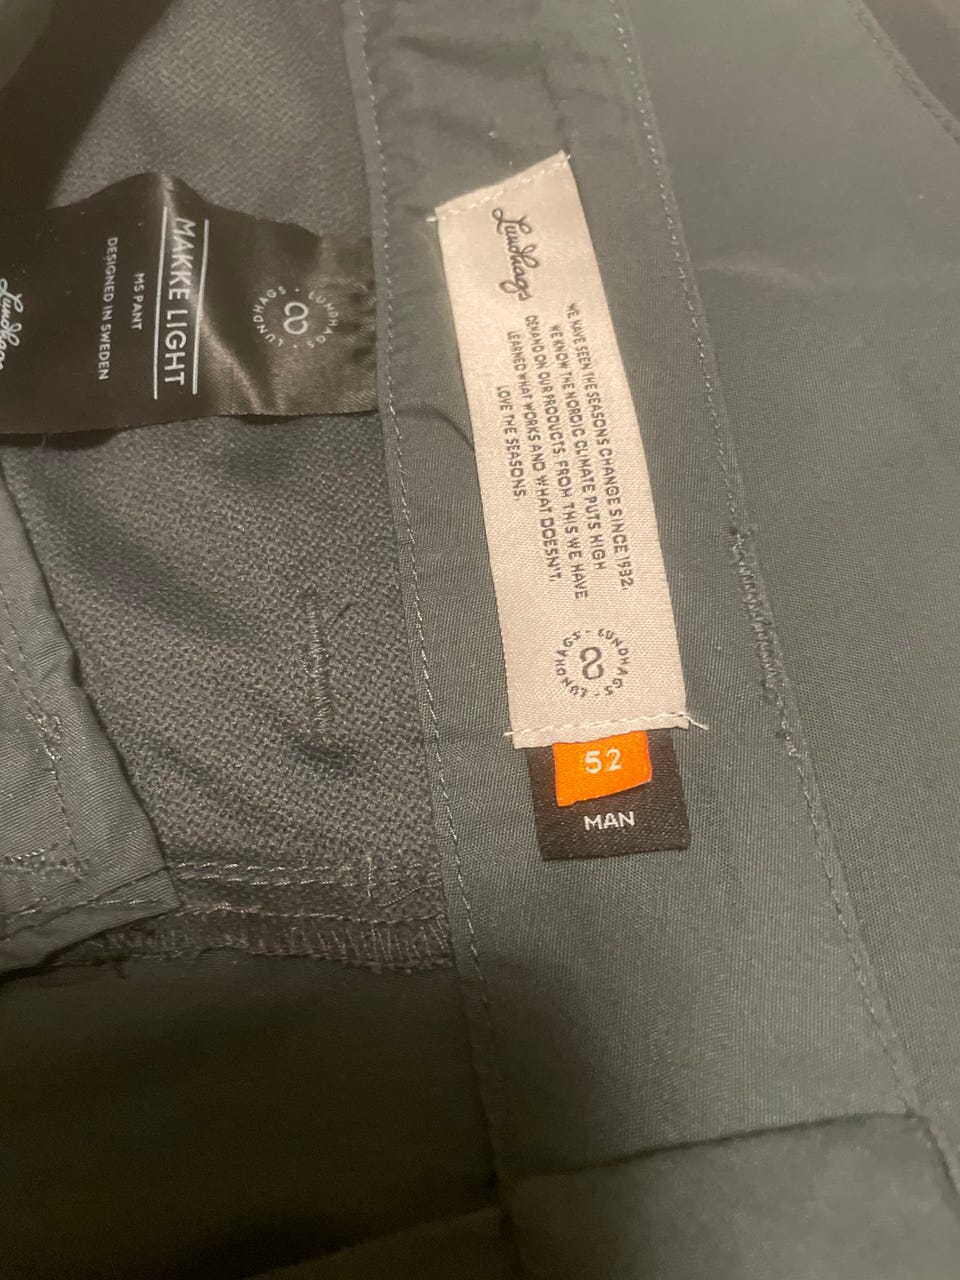 LUNDHAGS · LUNDHAGS ·
MAKKE LIGHT
MS PANT
DESIGNED IN SWEDEN
Lundhags
Lundhags
WE HAVE SEEN THE SEASONS CHANGE SINCE 1932.
WE KNOW THE NORDIC CLIMATE PUTS HIGH
DEMAND ON OUR PRODUCTS. FROM THIS WE HAVE
LEARNED WHAT WORKS AND WHAT DOESN'T.
LOVE THE SEASONS.
LUNDHAGS · LUNDHAGS ·
52
MAN